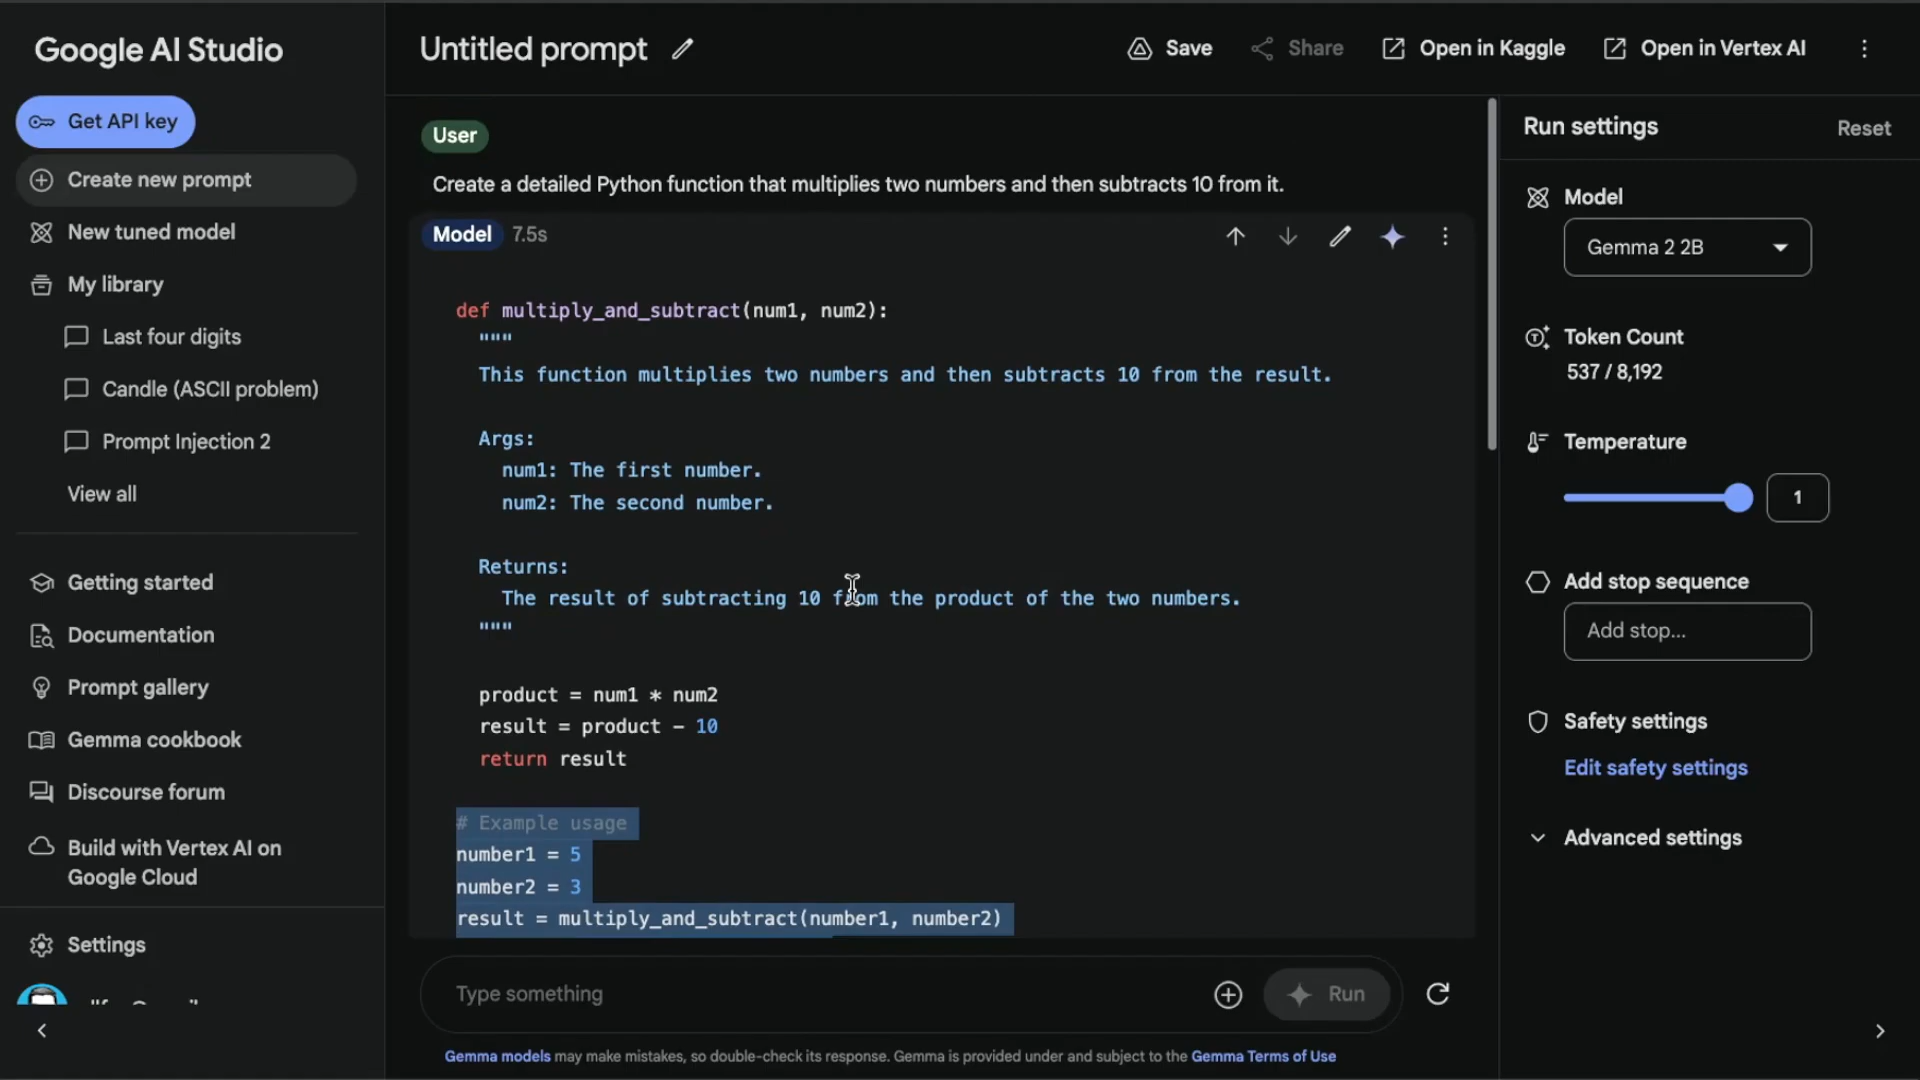 Google AI Studio
Get API key
Create new prompt
New tuned model
My library
Last four digits
Candle (ASCII problem)
Prompt Injection 2
View all
Getting started
Documentation
Prompt gallery
Gemma cookbook
Discourse forum
Build with Vertex AI on
Google Cloud
Settings
Untitled prompt
Save
Share
Open in Kaggle
Open in Vertex AI
User
Create a detailed Python function that multiplies two numbers and then subtracts 10 from it.
Model 7.5s
def multiply_and_subtract(num1, num2):
"""
This function multiplies two numbers and then subtracts 10 from the result.
Args:
num1: The first number.
num2: The second number.
Returns:
The result of subtracting 10 from the product of the two numbers.
"""
product = num1 * num2
result = product - 10
return result
# Example usage
number1 = 5
number2 = 3
result = multiply_and_subtract(number1, number2)
Type something
Run
Gemma models may make mistakes, so double-check its response. Gemma is provided under and subject to the Gemma Terms of Use
Run settings
Reset
Model
Gemma 2 2B
Token Count
537 / 8,192
Temperature
1
Add stop sequence
Add stop...
Safety settings
Edit safety settings
Advanced settings